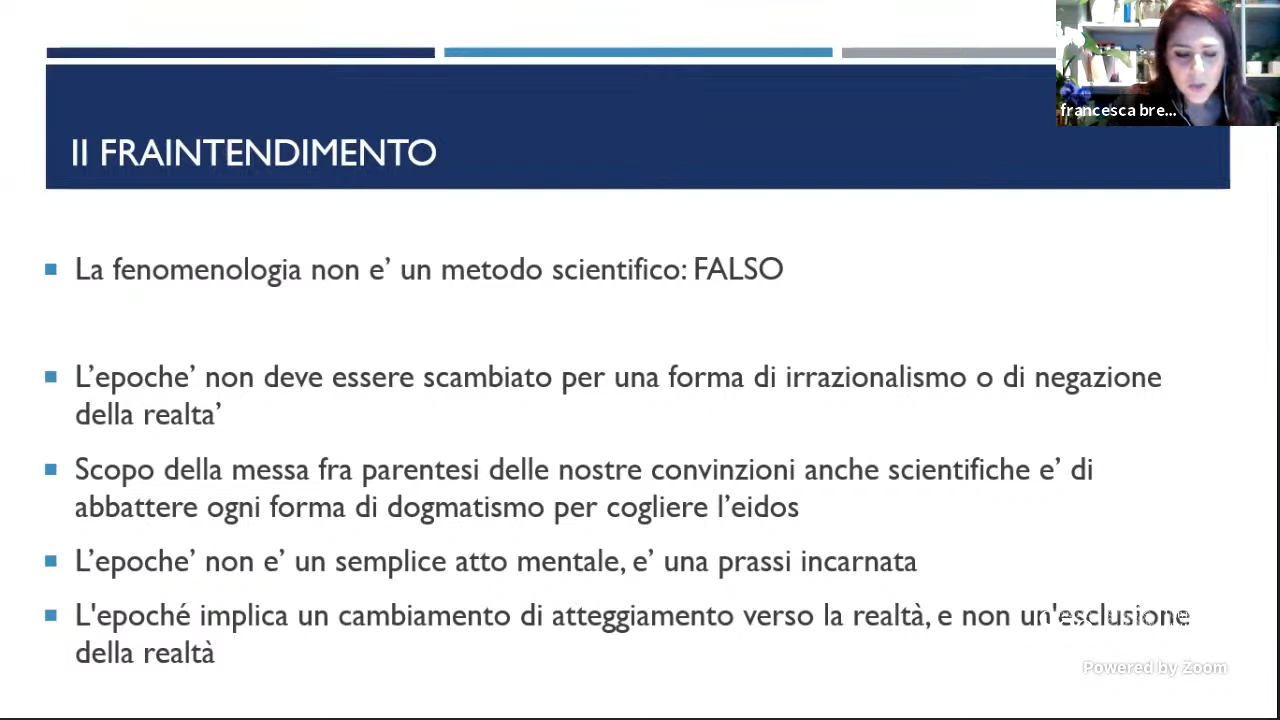 francesca bre...
II FRAINTENDIMENTO
La fenomenologia non e' un metodo scientifico: FALSO
L'epoche' non deve essere scambiato per una forma di irrazionalismo o di negazione
della realta'
Scopo della messa fra parentesi delle nostre convinzioni anche scientifiche e' di
abbattere ogni forma di dogmatismo per cogliere l'eidos
L'epoche' non e' un semplice atto mentale, e' una prassi incarnata
L'epoché implica un cambiamento di atteggiamento verso la realtà, e non un'esclusione
della realtà
Powered by Zoom